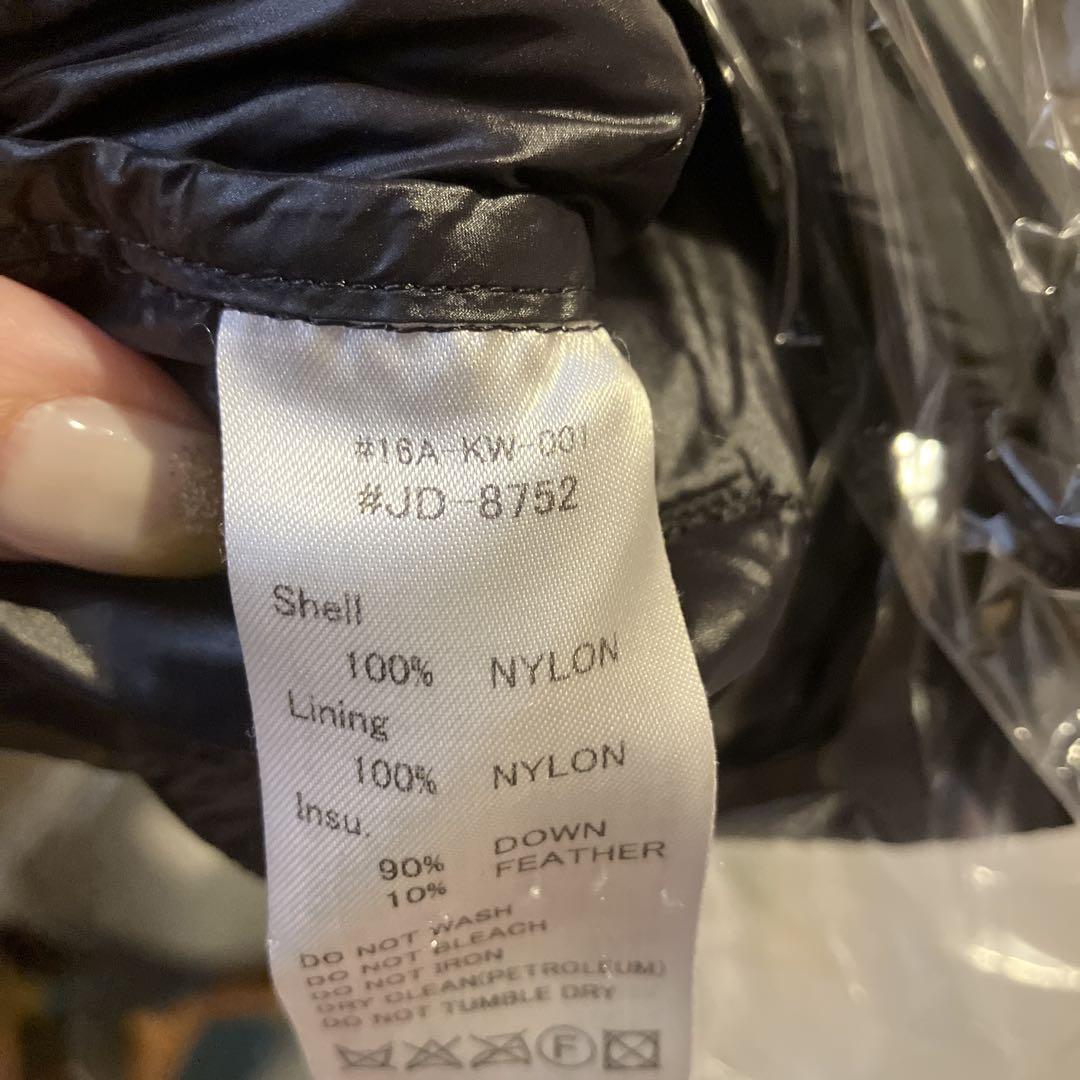 #16A-KW-001
#JD-8752
Shell
100% NYLON
Lining
100% NYLON
Insu.
90% DOWN
10% FEATHER
DO NOT WASH
DO NOT BLEACH
DO NOT IRON
DRY CLEAN(PETROLEUM)
DO NOT TUMBLE DRY
F